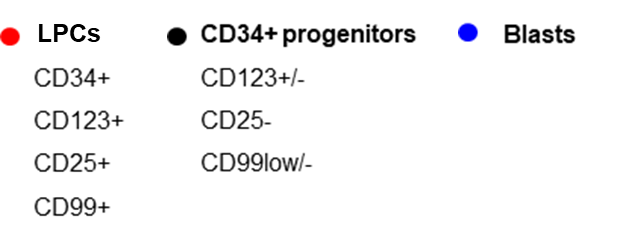 LPCs CD34+ progenitors Blasts
CD34+ CD123+/-
CD123+ CD25-
CD25+ CD99low/-
CD99+